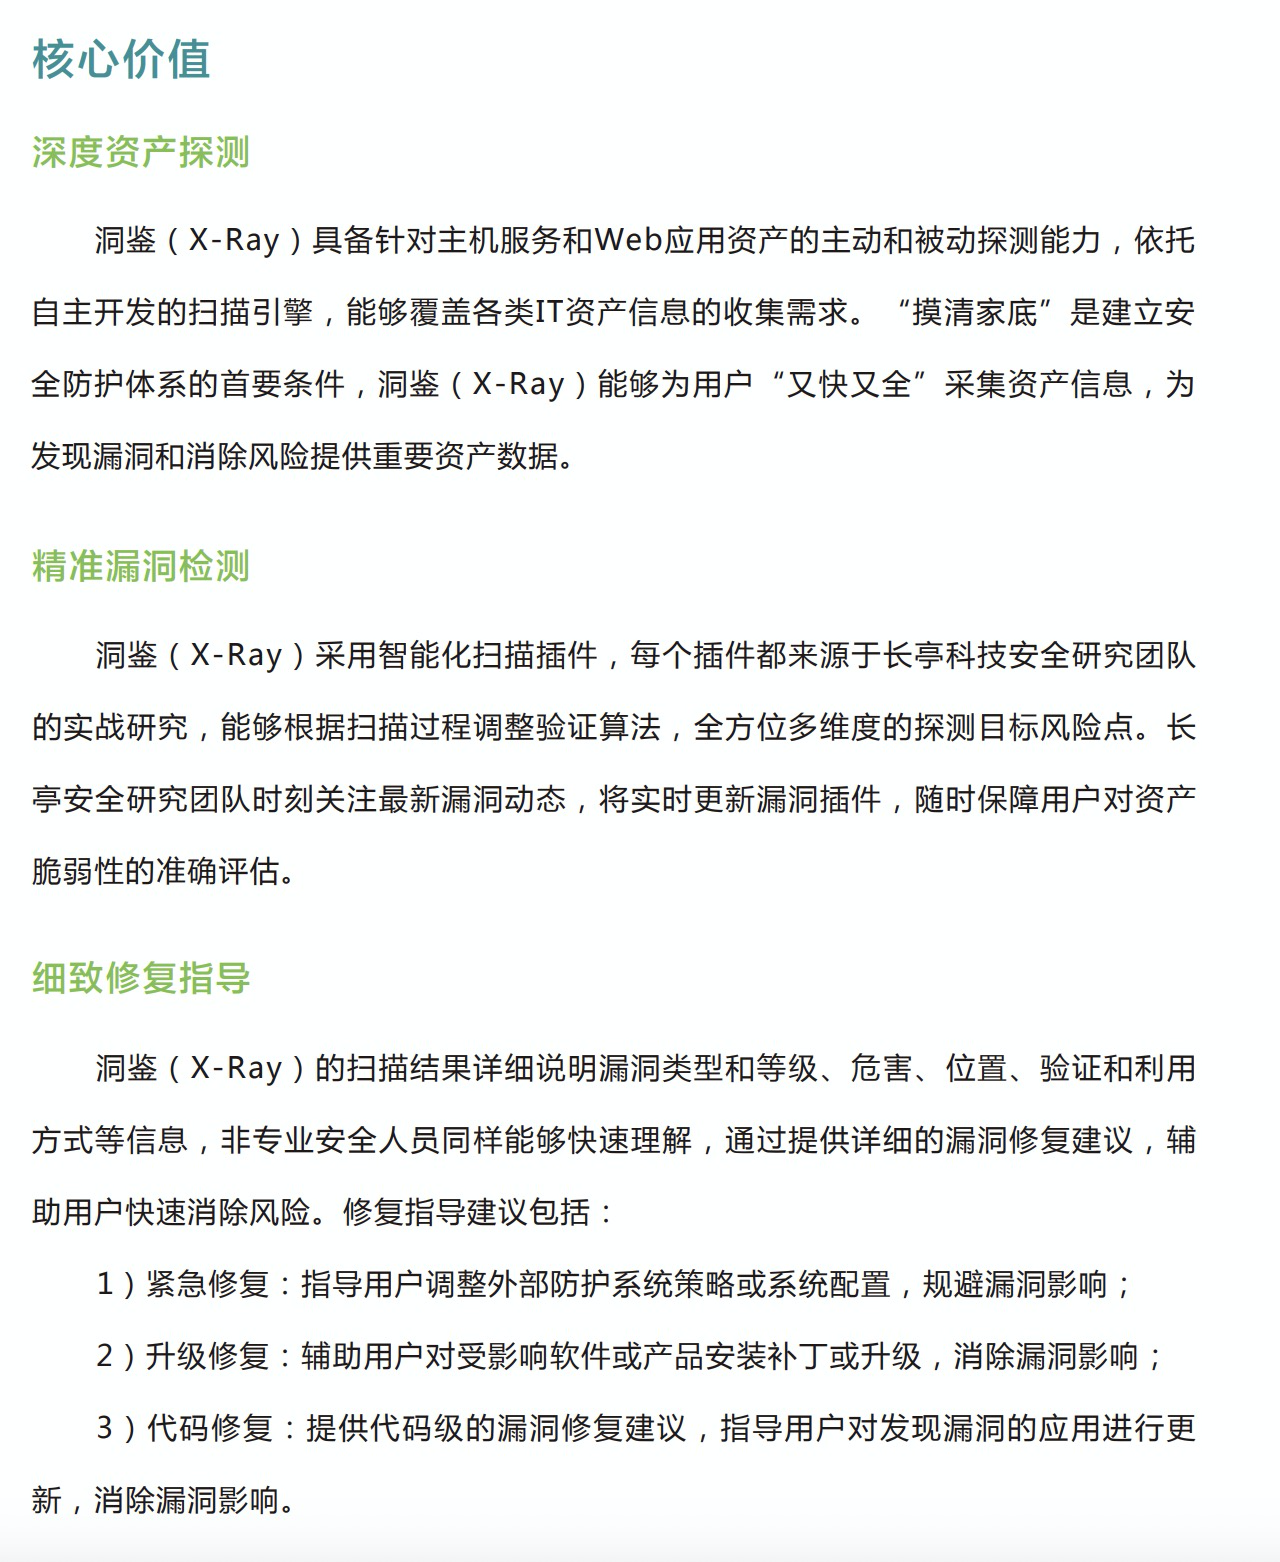 核心价值
深度资产探测
洞鉴（X-Ray）具备针对主机服务和Web应用资产的主动和被动探测能力，依托
自主开发的扫描引擎，能够覆盖各类IT资产信息的收集需求。“摸清家底”是建立安
全防护体系的首要条件，洞鉴（X-Ray）能够为用户“又快又全”采集资产信息，为
发现漏洞和消除风险提供重要资产数据。
精准漏洞检测
洞鉴（X-Ray）采用智能化扫描插件，每个插件都来源于长亭科技安全研究团队
的实战研究，能够根据扫描过程调整验证算法，全方位多维度的探测目标风险点。长
亭安全研究团队时刻关注最新漏洞动态，将实时更新漏洞插件，随时保障用户对资产
脆弱性的准确评估。
细致修复指导
洞鉴（X-Ray）的扫描结果详细说明漏洞类型和等级、危害、位置、验证和利用
方式等信息，非专业安全人员同样能够快速理解，通过提供详细的漏洞修复建议，辅
助用户快速消除风险。修复指导建议包括：
1）紧急修复：指导用户调整外部防护系统策略或系统配置，规避漏洞影响；
2）升级修复：辅助用户对受影响软件或产品安装补丁或升级，消除漏洞影响；
3）代码修复：提供代码级的漏洞修复建议，指导用户对发现漏洞的应用进行更
新，消除漏洞影响。